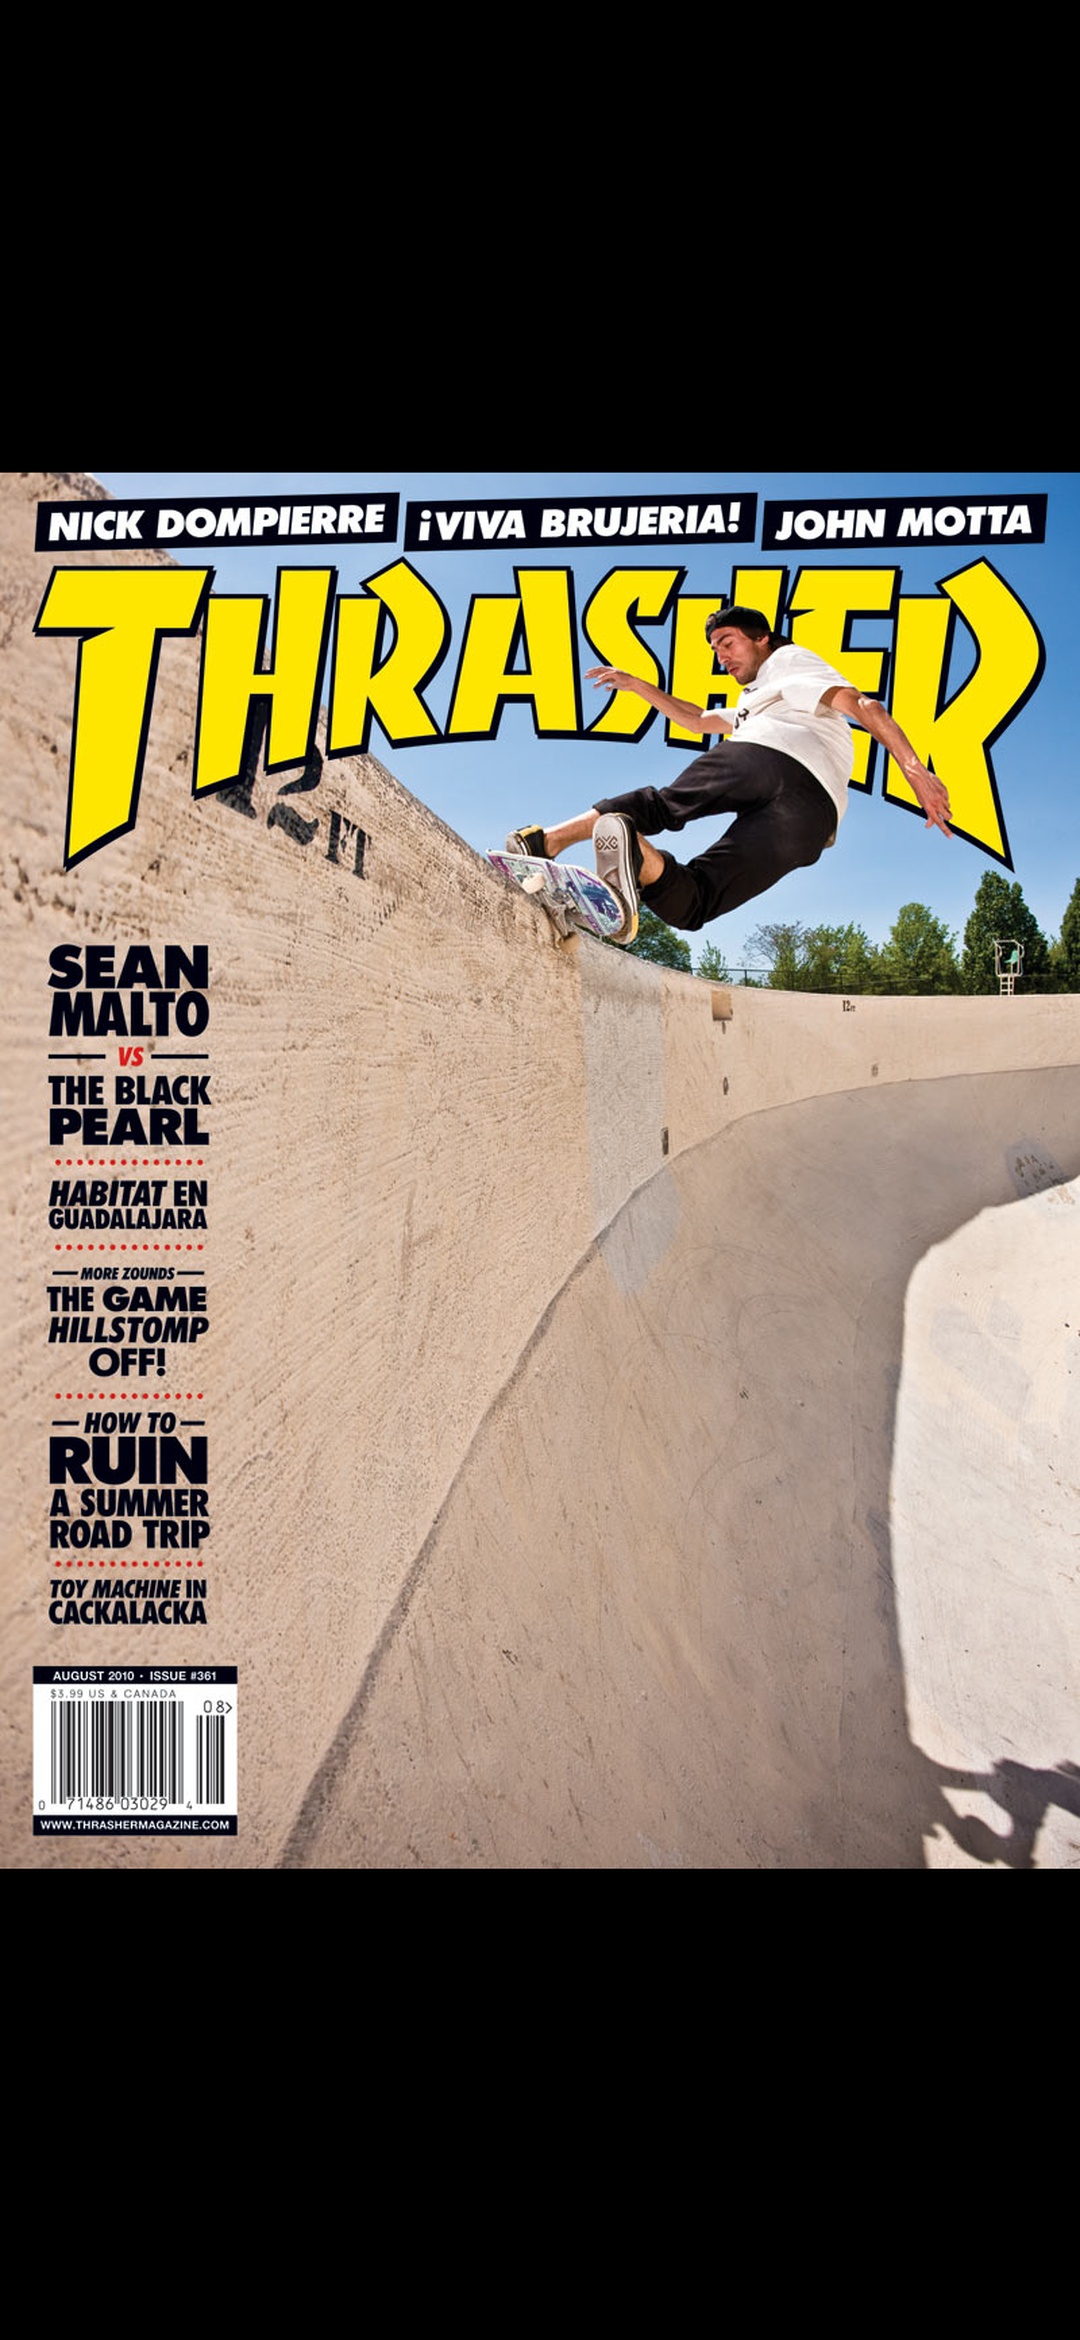 NICK DOMPIERRE
¡VIVA BRUJERIA!
JOHN MOTTA
THRASHER
12 FT
12 FT
SEAN
MALTO
VS
THE BLACK
PEARL
HABITAT EN
GUADALAJARA
MORE ZOUNDS
THE GAME
HILLSTOMP
OFF!
HOW TO
RUIN
A SUMMER
ROAD TRIP
TOY MACHINE IN
CACKALACKA
AUGUST 2010 • ISSUE #361
$3.99 US & CANADA
08>
0 71486 03029 4
WWW.THRASHERMAGAZINE.COM